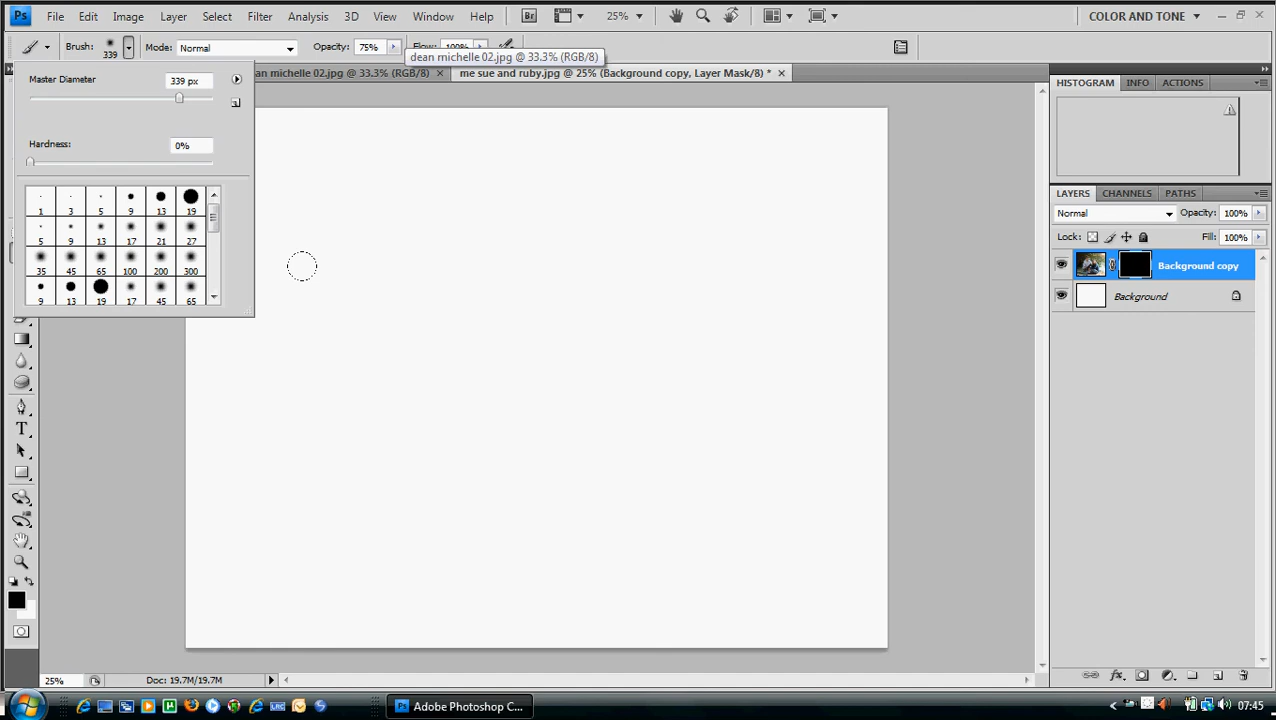 Ps File Edit Image Layer Select Filter Analysis 3D View Window Help Br 25% COLOR AND TONE
Brush: 339 Mode: Normal Opacity: 75% Flow: 100%
dean michelle 02.jpg @ 33.3% (RGB/8)
an michelle 02.jpg @ 33.3% (RGB/8) × me sue and ruby.jpg @ 25% (Background copy, Layer Mask/8) * ×
Master Diameter 339 px
Hardness: 0%
1 3 5 9 13 19
5 9 13 17 21 27
35 45 65 100 200 300
9 13 19 17 45 65
HISTOGRAM INFO ACTIONS
LAYERS CHANNELS PATHS
Normal Opacity: 100%
Lock: Fill: 100%
Background copy
Background
T
25% Doc: 19.7M/19.7M
LRC Ps Adobe Photoshop C... 07:45